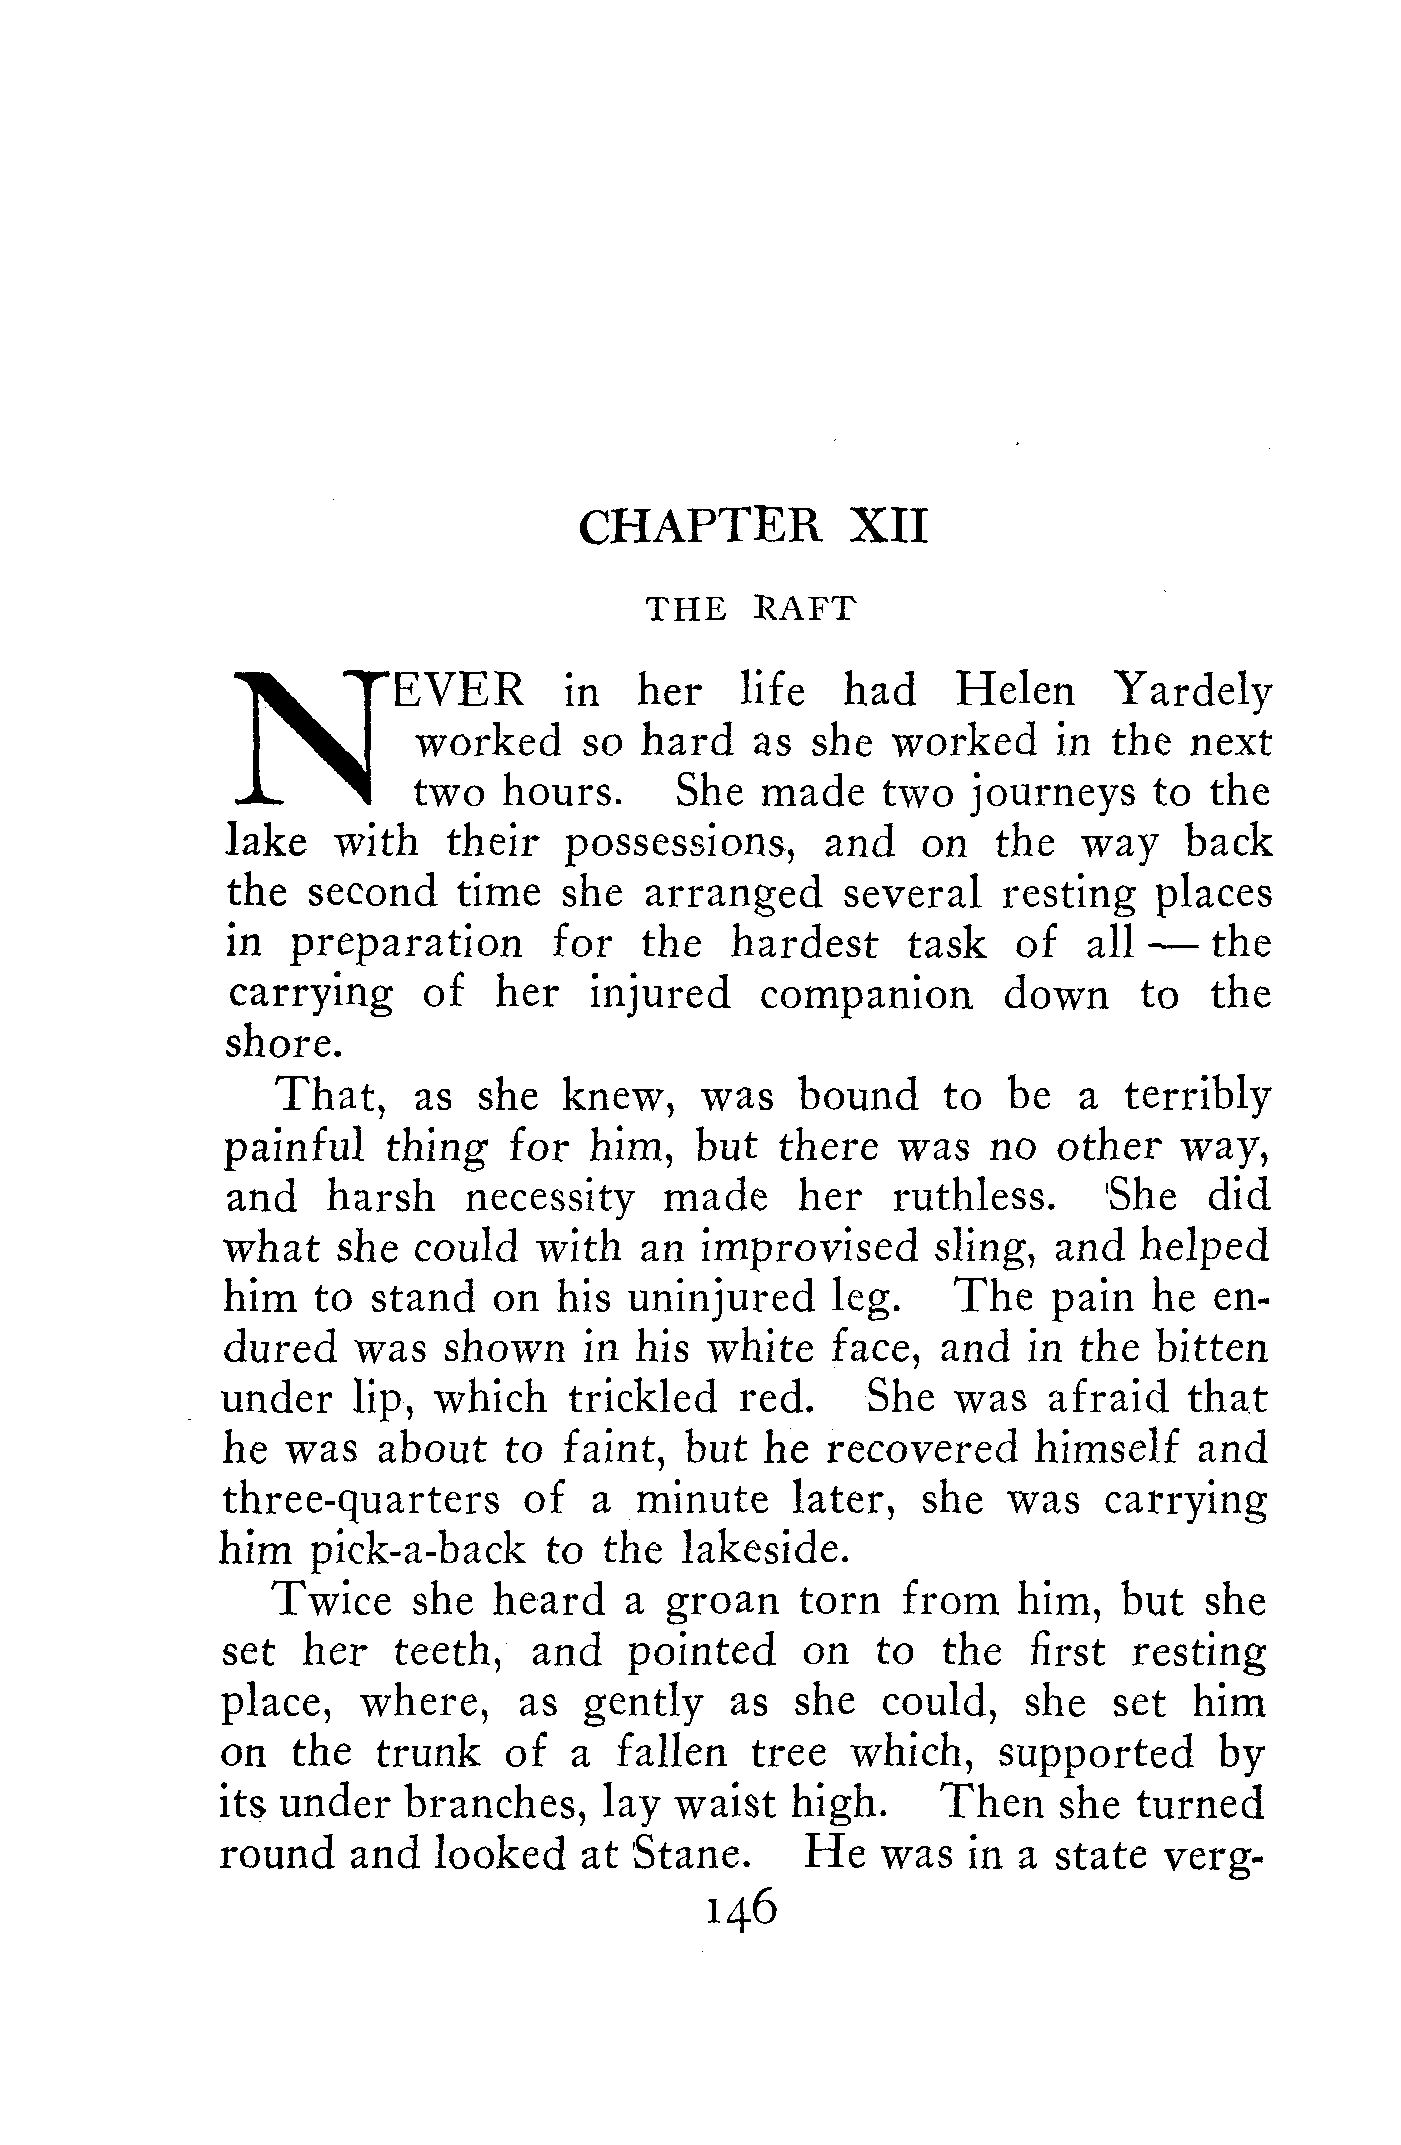 CHAPTER XII
THE RAFT
NEVER in her life had Helen Yardely
worked so hard as she worked in the next
two hours. She made two journeys to the
lake with their possessions, and on the way back
the second time she arranged several resting places
in preparation for the hardest task of all — the
carrying of her injured companion down to the
shore.
That, as she knew, was bound to be a terribly
painful thing for him, but there was no other way,
and harsh necessity made her ruthless. She did
what she could with an improvised sling, and helped
him to stand on his uninjured leg. The pain he en-
dured was shown in his white face, and in the bitten
under lip, which trickled red. She was afraid that
he was about to faint, but he recovered himself and
three-quarters of a minute later, she was carrying
him pick-a-back to the lakeside.
Twice she heard a groan torn from him, but she
set her teeth, and pointed on to the first resting
place, where, as gently as she could, she set him
on the trunk of a fallen tree which, supported by
its under branches, lay waist high. Then she turned
round and looked at Stane. He was in a state verg-
146